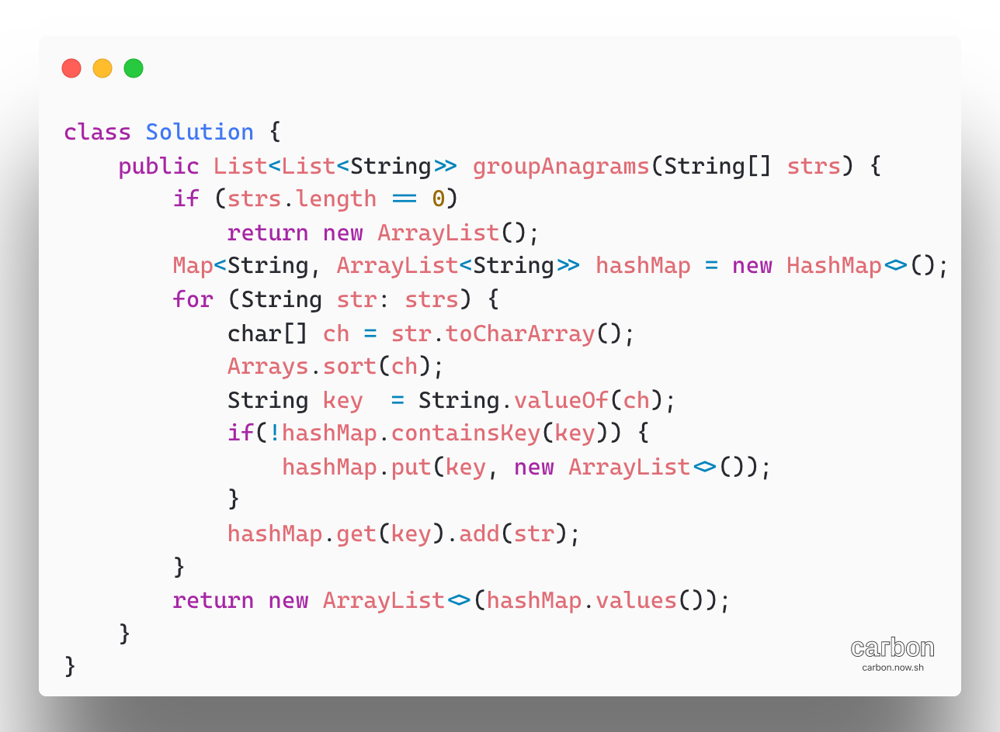 class Solution {
    public List<List<String>> groupAnagrams(String[] strs) {
        if (strs.length == 0)
            return new ArrayList();
        Map<String, ArrayList<String>> hashMap = new HashMap<>();
        for (String str: strs) {
            char[] ch = str.toCharArray();
            Arrays.sort(ch);
            String key  = String.valueOf(ch);
            if(!hashMap.containsKey(key)) {
                hashMap.put(key, new ArrayList<>());
            }
            hashMap.get(key).add(str);
        }
        return new ArrayList<>(hashMap.values());
    }
}
carbon
carbon.now.sh